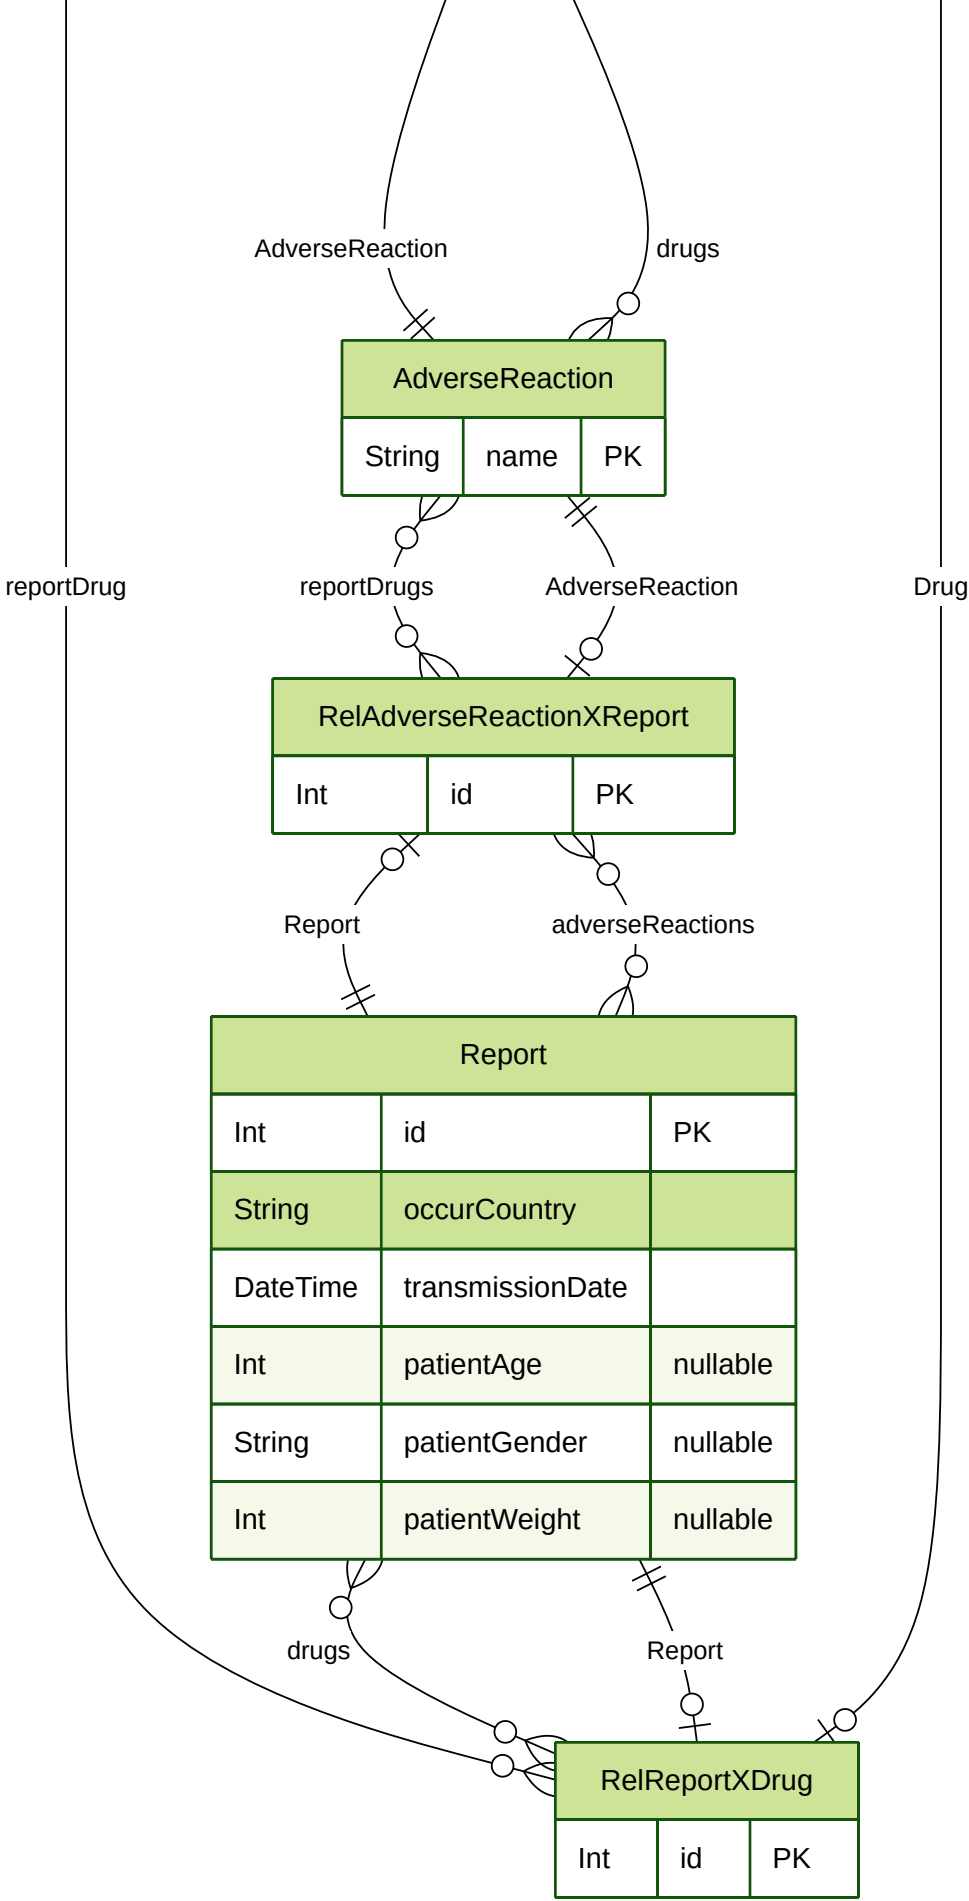 AdverseReaction drugs
AdverseReaction
String name PK
reportDrug reportDrugs AdverseReaction Drug
RelAdverseReactionXReport
Int id PK
Report adverseReactions
Report
Int id PK
String occurCountry
DateTime transmissionDate
Int patientAge nullable
String patientGender nullable
Int patientWeight nullable
drugs Report
RelReportXDrug
Int id PK